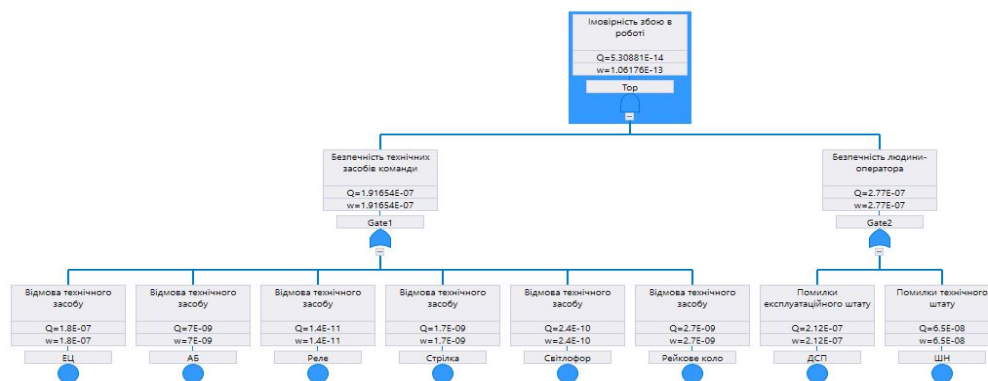 Імовірність збою в
роботі
Q=5.30881E-14
w=1.06176E-13
Top
Безпечність технічних
засобів команди
Q=1.91654E-07
w=1.91654E-07
Gate1
Безпечність людини-
оператора
Q=2.77E-07
w=2.77E-07
Gate2
Відмова технічного
засобу
Q=1.8E-07
w=1.8E-07
ЕЦ
Відмова технічного
засобу
Q=7E-09
w=7E-09
АБ
Відмова технічного
засобу
Q=1.4E-11
w=1.4E-11
Реле
Відмова технічного
засобу
Q=1.7E-09
w=1.7E-09
Стрілка
Відмова технічного
засобу
Q=2.4E-10
w=2.4E-10
Світлофор
Відмова технічного
засобу
Q=2.7E-09
w=2.7E-09
Рейкове коло
Помилки
експлуатаційного штату
Q=2.12E-07
w=2.12E-07
ДСП
Помилки технічного
штату
Q=6.5E-08
w=6.5E-08
ШН